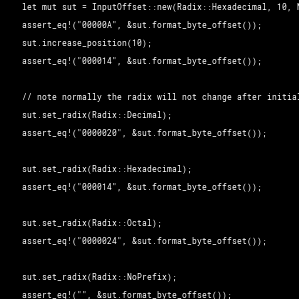 let mut sut = InputOffset::new(Radix::Hexadecimal, 10,
assert_eq!("00000A", &sut.format_byte_offset());
sut.increase_position(10);
assert_eq!("000014", &sut.format_byte_offset());
// note normally the radix will not change after
sut.set_radix(Radix::Decimal);
assert_eq!("0000020", &sut.format_byte_offset());
sut.set_radix(Radix::Hexadecimal);
assert_eq!("000014", &sut.format_byte_offset());
sut.set_radix(Radix::Octal);
assert_eq!("0000024", &sut.format_byte_offset());
sut.set_radix(Radix::NoPrefix);
assert_eq!("", &sut.format_byte_offset());